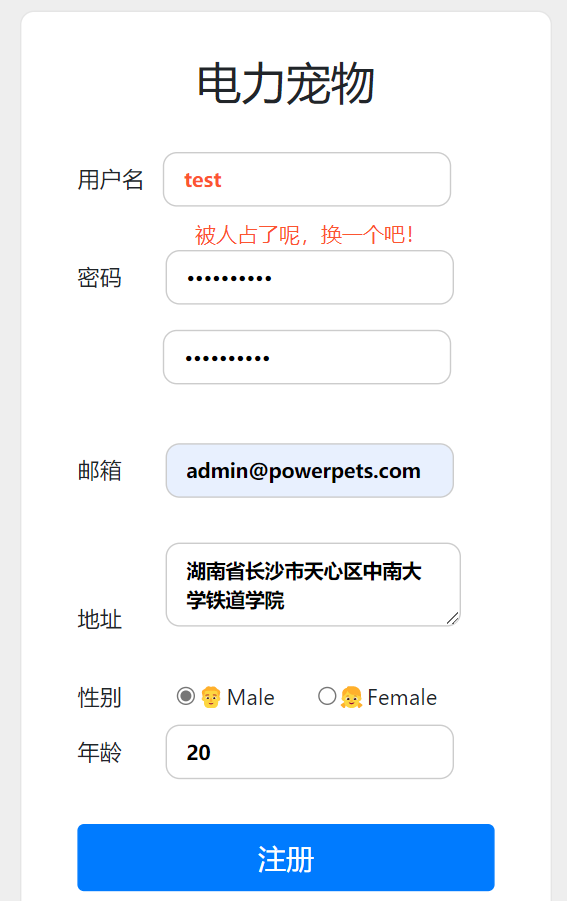 电力宠物
用户名 test
被人占了呢，换一个吧！
密码 ••••••••••
••••••••••
邮箱 admin@powerpets.com
湖南省长沙市天心区中南大
学铁道学院
地址
性别 Male Female
年龄 20
注册